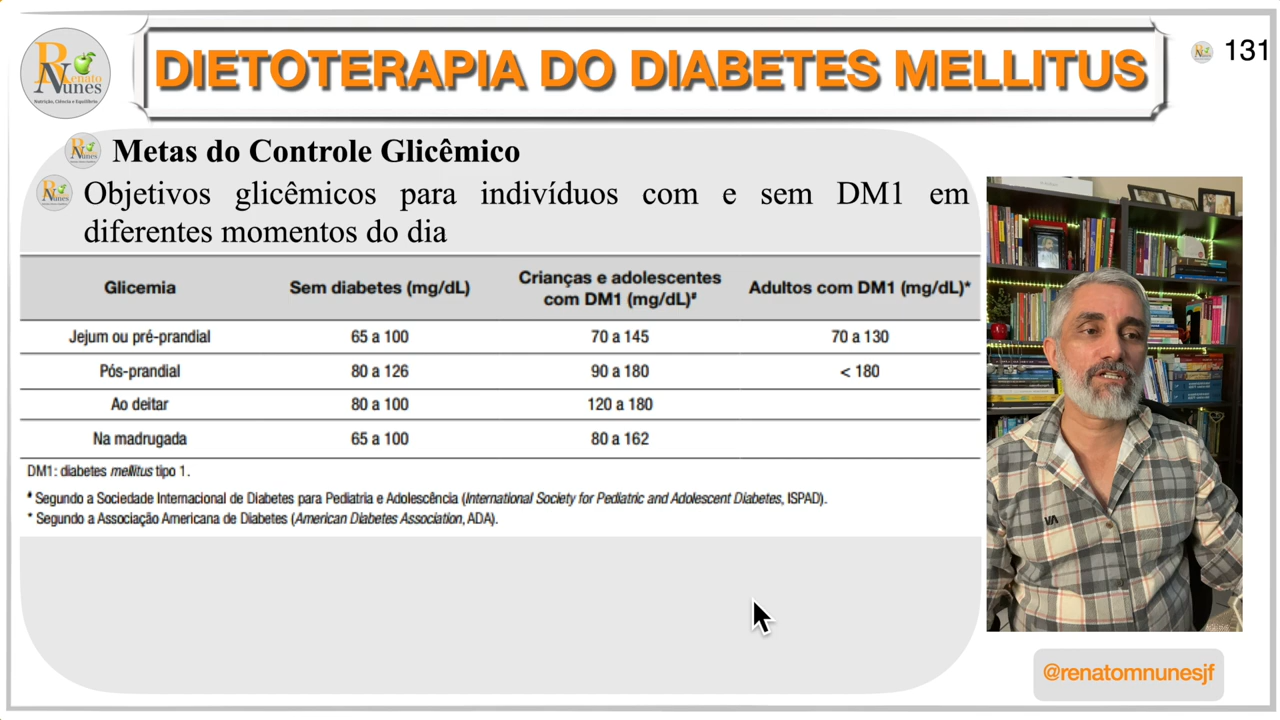 Renato
Nunes
Nutrição, Ciência e Equilíbrio.
DIETOTERAPIA DO DIABETES MELLITUS
131
Metas do Controle Glicêmico
Objetivos glicêmicos para indivíduos com e sem DM1 em
diferentes momentos do dia
Glicemia Sem diabetes (mg/dL) Crianças e adolescentes com DM1 (mg/dL)# Adultos com DM1 (mg/dL)*
Jejum ou pré-prandial 65 a 100 70 a 145 70 a 130
Pós-prandial 80 a 126 90 a 180 < 180
Ao deitar 80 a 100 120 a 180
Na madrugada 65 a 100 80 a 162
DM1: diabetes mellitus tipo 1.
# Segundo a Sociedade Internacional de Diabetes para Pediatria e Adolescência (International Society for Pediatric and Adolescent Diabetes, ISPAD).
* Segundo a Associação Americana de Diabetes (American Diabetes Association, ADA).
@renatomnunesjf